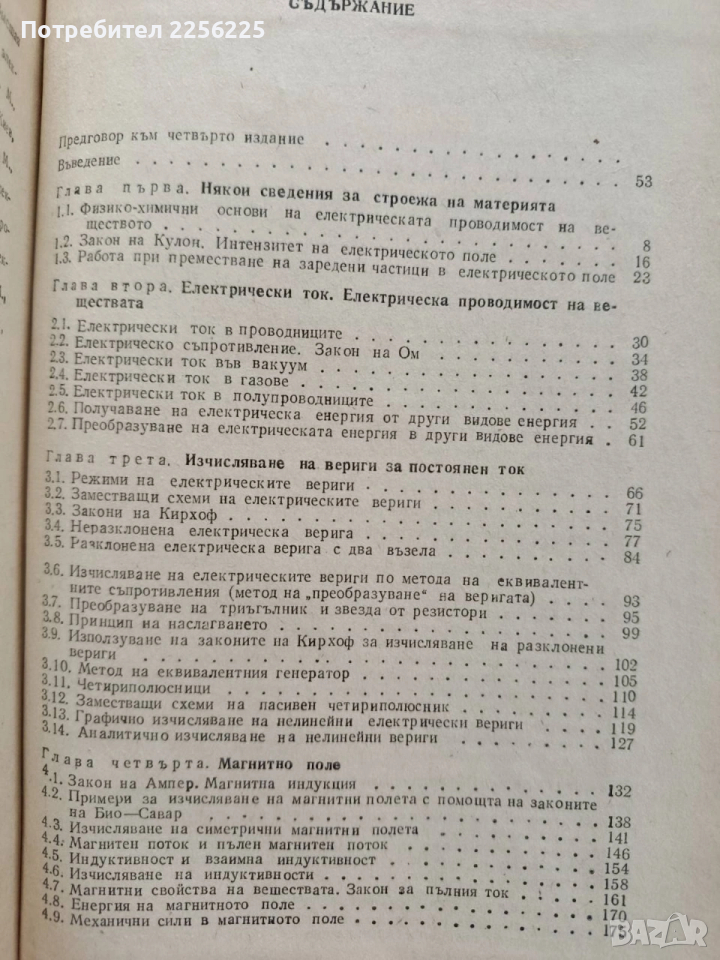 Потребител 2256225
СЪДЪРЖАНИЕ
Предговор към четвърто издание
Въведение 53
Глава първа. Някои сведения за строежа на материята
1.1. Физико-химични основи на електрическата проводимост на ве-
ществото 8
1.2. Закон на Кулон. Интензитет на електрическото поле 16
1.3. Работа при преместване на заредени частици в електрическото поле 23
Глава втора. Електрически ток. Електрическа проводимост на ве-
ществата
2.1. Електрически ток в проводниците 30
2.2. Електрическо съпротивление. Закон на Ом 34
2.3. Електрически ток във вакуум 38
2.4. Електрически ток в газове 42
2.5. Електрически ток в полупроводниците 46
2.6. Получаване на електрическа енергия от други видове енергия 52
2.7. Преобразуване на електрическата енергия в други видове енергия 61
Глава трета. Изчисляване на вериги за постоянен ток
3.1. Режими на електрическите вериги 66
3.2. Заместващи схеми на електрическите вериги 71
3.3. Закони на Кирхоф 75
3.4. Неразклонена електрическа верига 77
3.5. Разклонена електрическа верига с два възела 84
3.6. Изчисляване на електрическите вериги по метода на еквивалент-
ните съпротивления (метод на „преобразуване“ на веригата) 93
3.7. Преобразуване на триъгълник и звезда от резистори 95
3.8. Принцип на наслагването 99
3.9. Използуване на законите на Кирхоф за изчисляване на разклонени
вериги 102
3.10. Метод на еквивалентния генератор 105
3.11. Четириполюсници 110
3.12. Заместващи схеми на пасивен четириполюсник 114
3.13. Графично изчисляване на нелинейни електрически вериги 119
3.14. Аналитично изчисляване на нелинейни вериги 127
Глава четвърта. Магнитно поле
4.1. Закон на Ампер. Магнитна индукция 132
4.2. Примери за изчисляване на магнитни полета с помощта на законите
на Био—Савар 138
4.3. Изчисляване на симетрични магнитни полета 141
4.4. Магнитен поток и пълен магнитен поток 146
4.5. Индуктивност и взаимна индуктивност 154
4.6. Изчисляване на индуктивности 158
4.7. Магнитни свойства на веществата. Закон за пълния ток 161
4.8. Енергия на магнитното поле 170
4.9. Механични сили в магнитното поле 175
BAZAR
bg